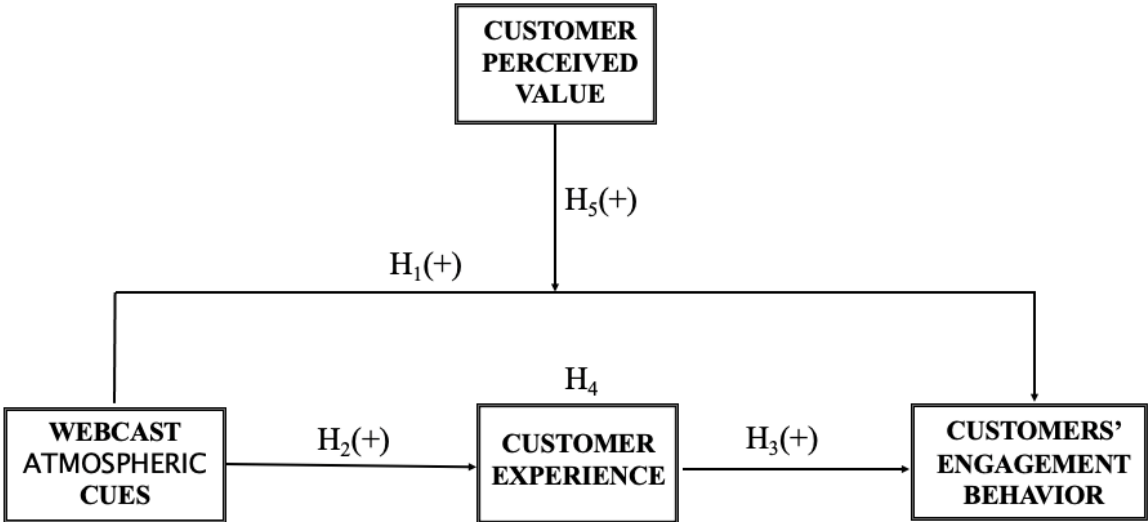 CUSTOMER
PERCEIVED
VALUE
H₅(+)
H₁(+)
H₄
WEBCAST
ATMOSPHERIC
CUES
H₂(+)
CUSTOMER
EXPERIENCE
H₃(+)
CUSTOMERS’
ENGAGEMENT
BEHAVIOR